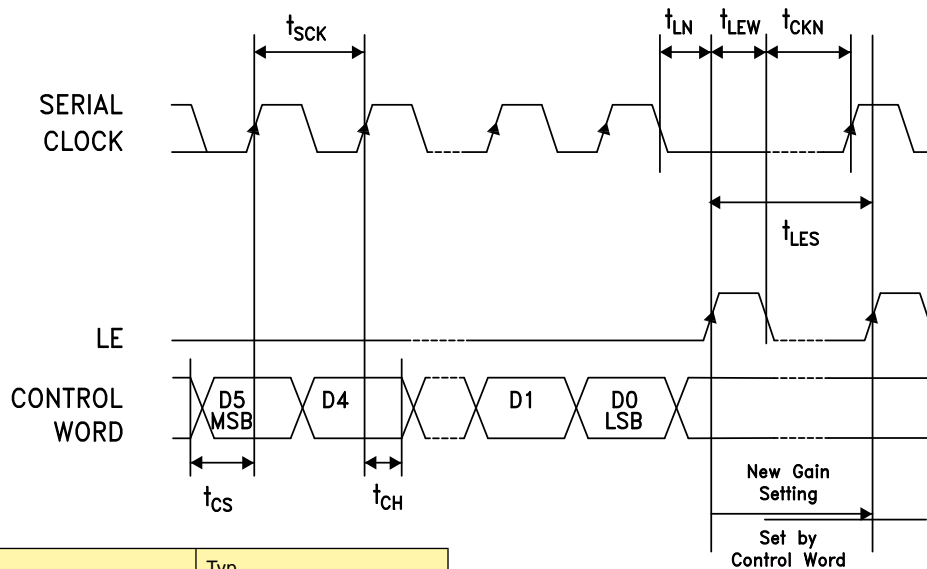 tSCK
tLN tLEW tCKN
SERIAL
CLOCK
tLES
LE
CONTROL
WORD
D5
MSB
D4
D1
D0
LSB
tCS
tCH
New Gain
Setting
Set by
Control Word
Typ